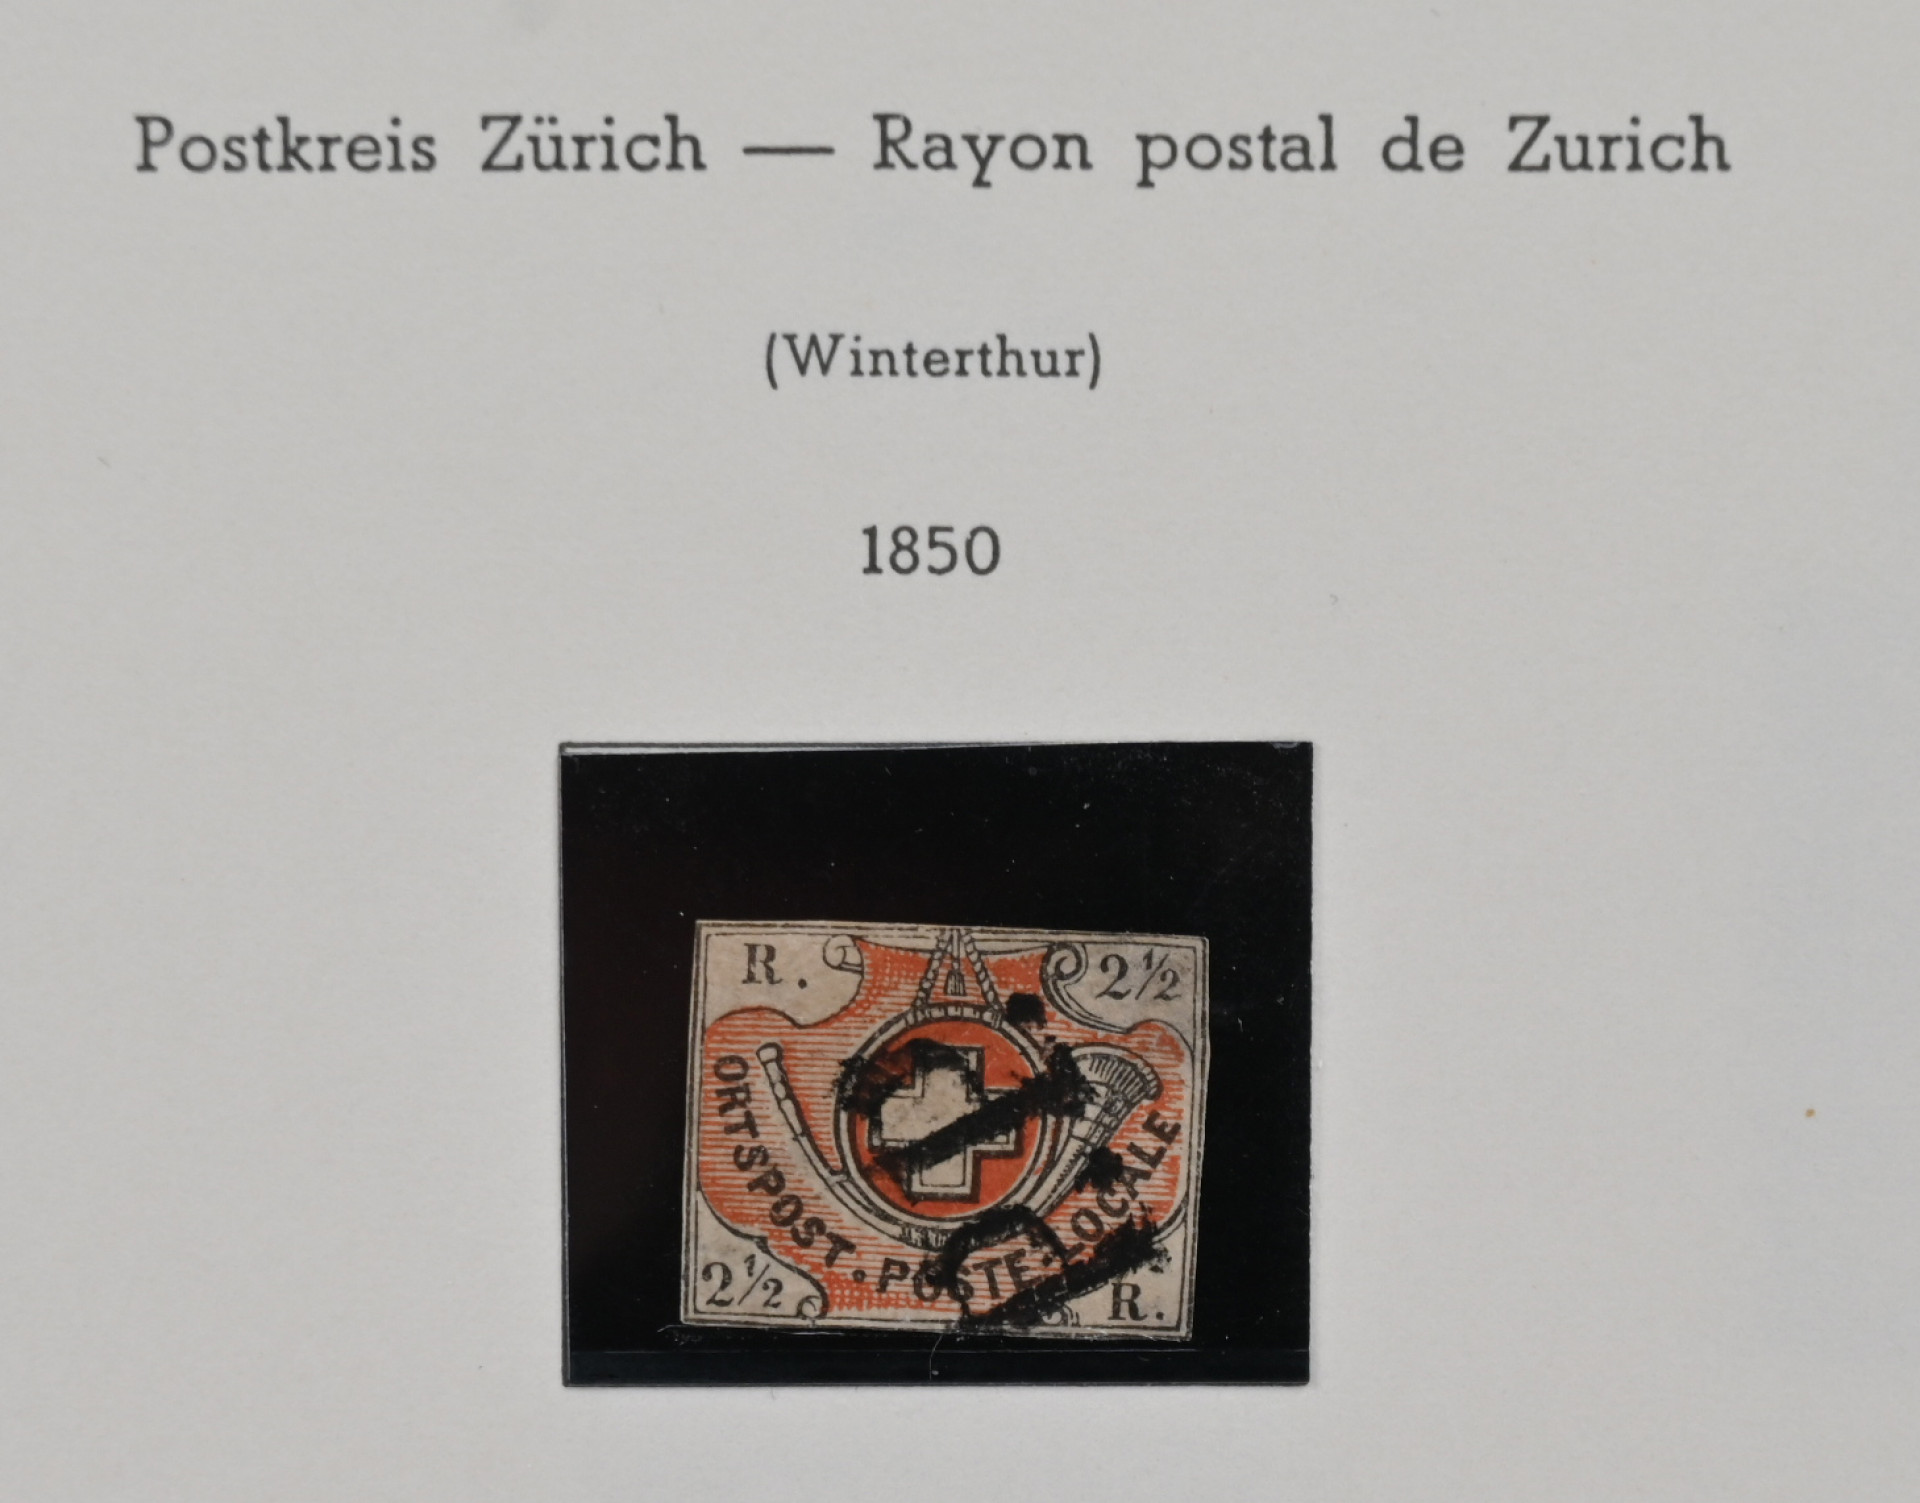 Postkreis Zürich — Rayon postal de Zurich
(Winterthur)
1850
R. 2½
ORTSPOST. POSTE-LOCALE
2½ R.